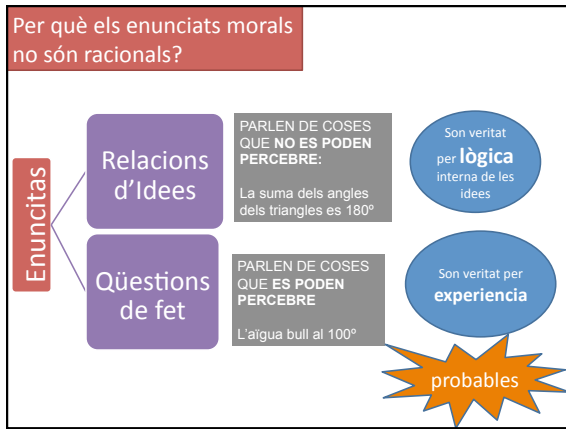 Per què els enunciats morals
no són racionals?
Enuncitas
Relacions
d'Idees
PARLEN DE COSES
QUE NO ES PODEN
PERCEBRE:
La suma dels angles
dels triangles es 180º
Son veritat
per lògica
interna de les
idees
Qüestions
de fet
PARLEN DE COSES
QUE ES PODEN
PERCEBRE
L'aïgua bull al 100º
Son veritat per
experiencia
probables